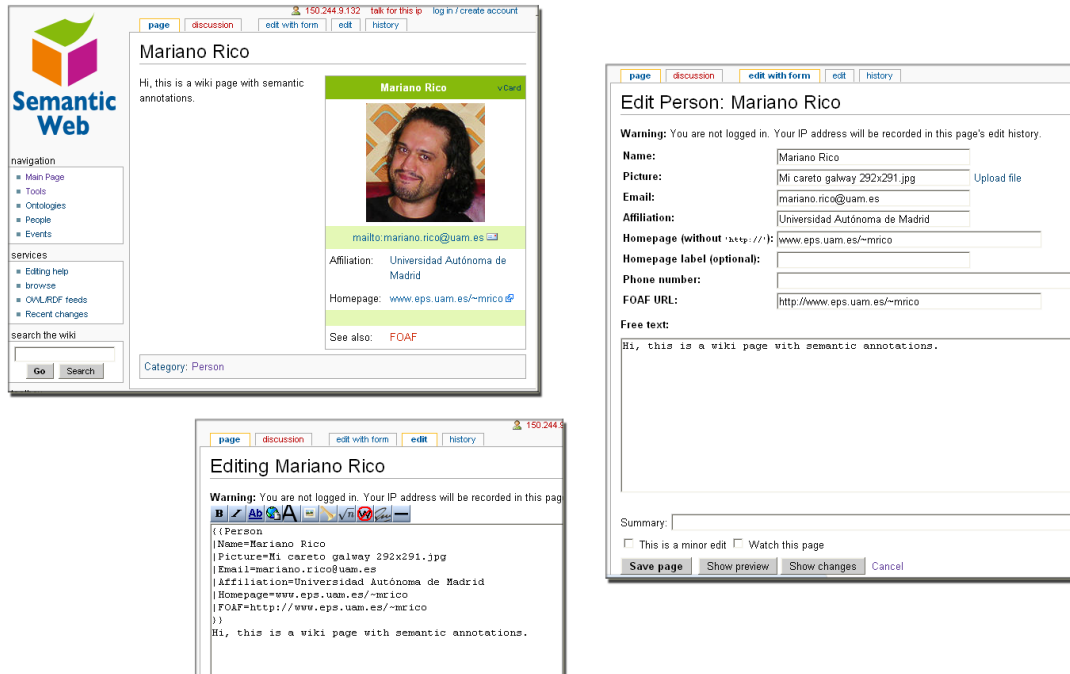 150.244.9.132 talk for this ip log in / create account
page discussion edit with form edit history
Mariano Rico
Hi, this is a wiki page with semantic
annotations.
Mariano Rico vCard
mailto:mariano.rico@uam.es
Affiliation: Universidad Autónoma de
Madrid
Homepage: www.eps.uam.es/~mrico
See also: FOAF
Category: Person
Semantic
Web
navigation
Main Page
Tools
Ontologies
People
Events
services
Editing help
browse
OWL/RDF feeds
Recent changes
search the wiki
Go Search
page discussion edit with form edit history
Edit Person: Mariano Rico
Warning: You are not logged in. Your IP address will be recorded in this page's edit history.
Name: Mariano Rico
Picture: Mi careto galway 292x291.jpg Upload file
Email: mariano.rico@uam.es
Affiliation: Universidad Autónoma de Madrid
Homepage (without 'http://'): www.eps.uam.es/~mrico
Homepage label (optional):
Phone number:
FOAF URL: http://www.eps.uam.es/~mrico
Free text:
Hi, this is a wiki page with semantic annotations.
Summary:
This is a minor edit Watch this page
Save page Show preview Show changes Cancel
150.244.9
page discussion edit with form edit history
Editing Mariano Rico
Warning: You are not logged in. Your IP address will be recorded in this pag
B I Ab A √n W
{{Person
|Name=Mariano Rico
|Picture=Mi careto galway 292x291.jpg
|Email=mariano.rico@uam.es
|Affiliation=Universidad Autónoma de Madrid
|Homepage=www.eps.uam.es/~mrico
|FOAF=http://www.eps.uam.es/~mrico
}}
Hi, this is a wiki page with semantic annotations.